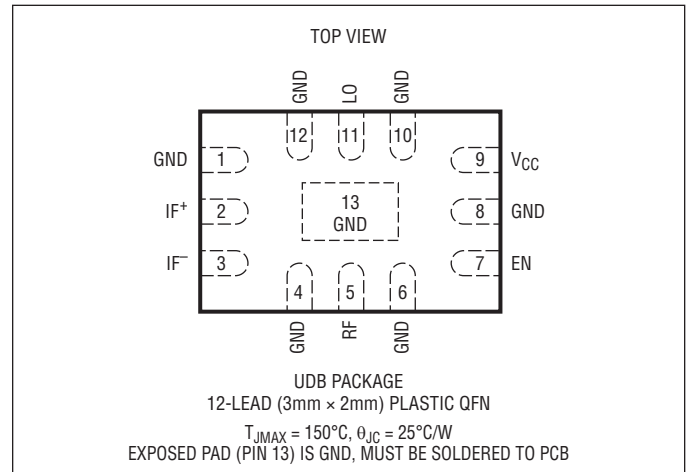 TOP VIEW
GND
LO
GND
12
11
10
GND 1
9 VCC
IF+ 2
13
GND
8 GND
IF– 3
7 EN
4
5
6
GND
RF
GND
UDB PACKAGE
12-LEAD (3mm × 2mm) PLASTIC QFN
TJMAX = 150°C, θJC = 25°C/W
EXPOSED PAD (PIN 13) IS GND, MUST BE SOLDERED TO PCB